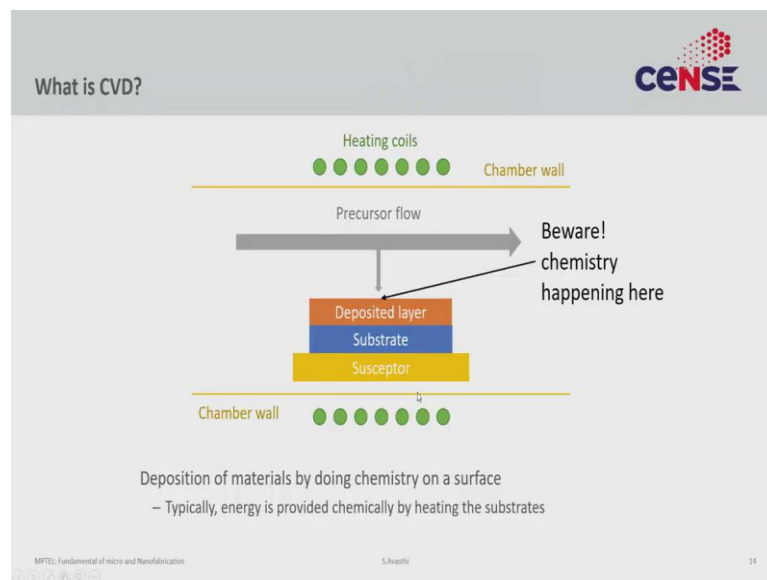 What is CVD?
CeNSE
Heating coils
Chamber wall
Precursor flow
Beware!
chemistry
happening here
Deposited layer
Substrate
Susceptor
Chamber wall
Deposition of materials by doing chemistry on a surface
– Typically, energy is provided chemically by heating the substrates
MPTEL: Fundamental of micro and Nanofabrication
S.Avasthi
14